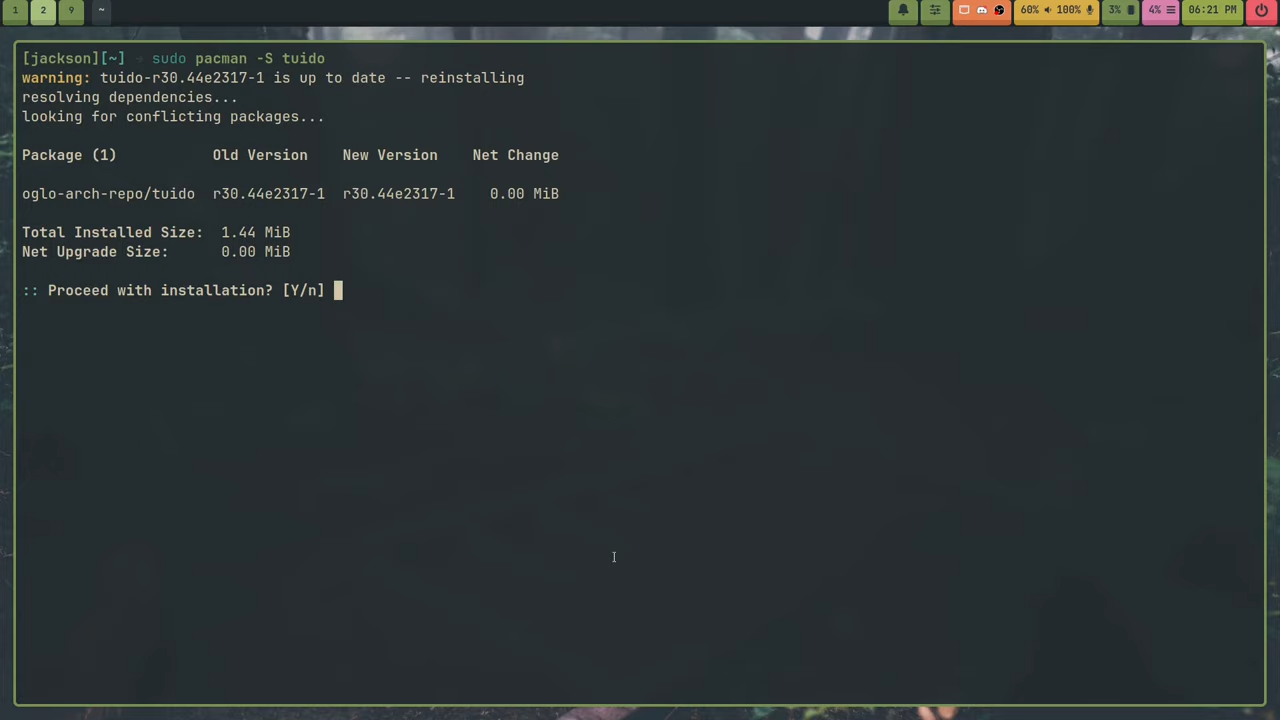 1 2 9 ~ 60% 100% 3% 4% 06:21 PM
[jackson][~] sudo pacman -S tuido
warning: tuido-r30.44e2317-1 is up to date -- reinstalling
resolving dependencies...
looking for conflicting packages...
Package (1) Old Version New Version Net Change
oglo-arch-repo/tuido r30.44e2317-1 r30.44e2317-1 0.00 MiB
Total Installed Size: 1.44 MiB
Net Upgrade Size: 0.00 MiB
:: Proceed with installation? [Y/n]